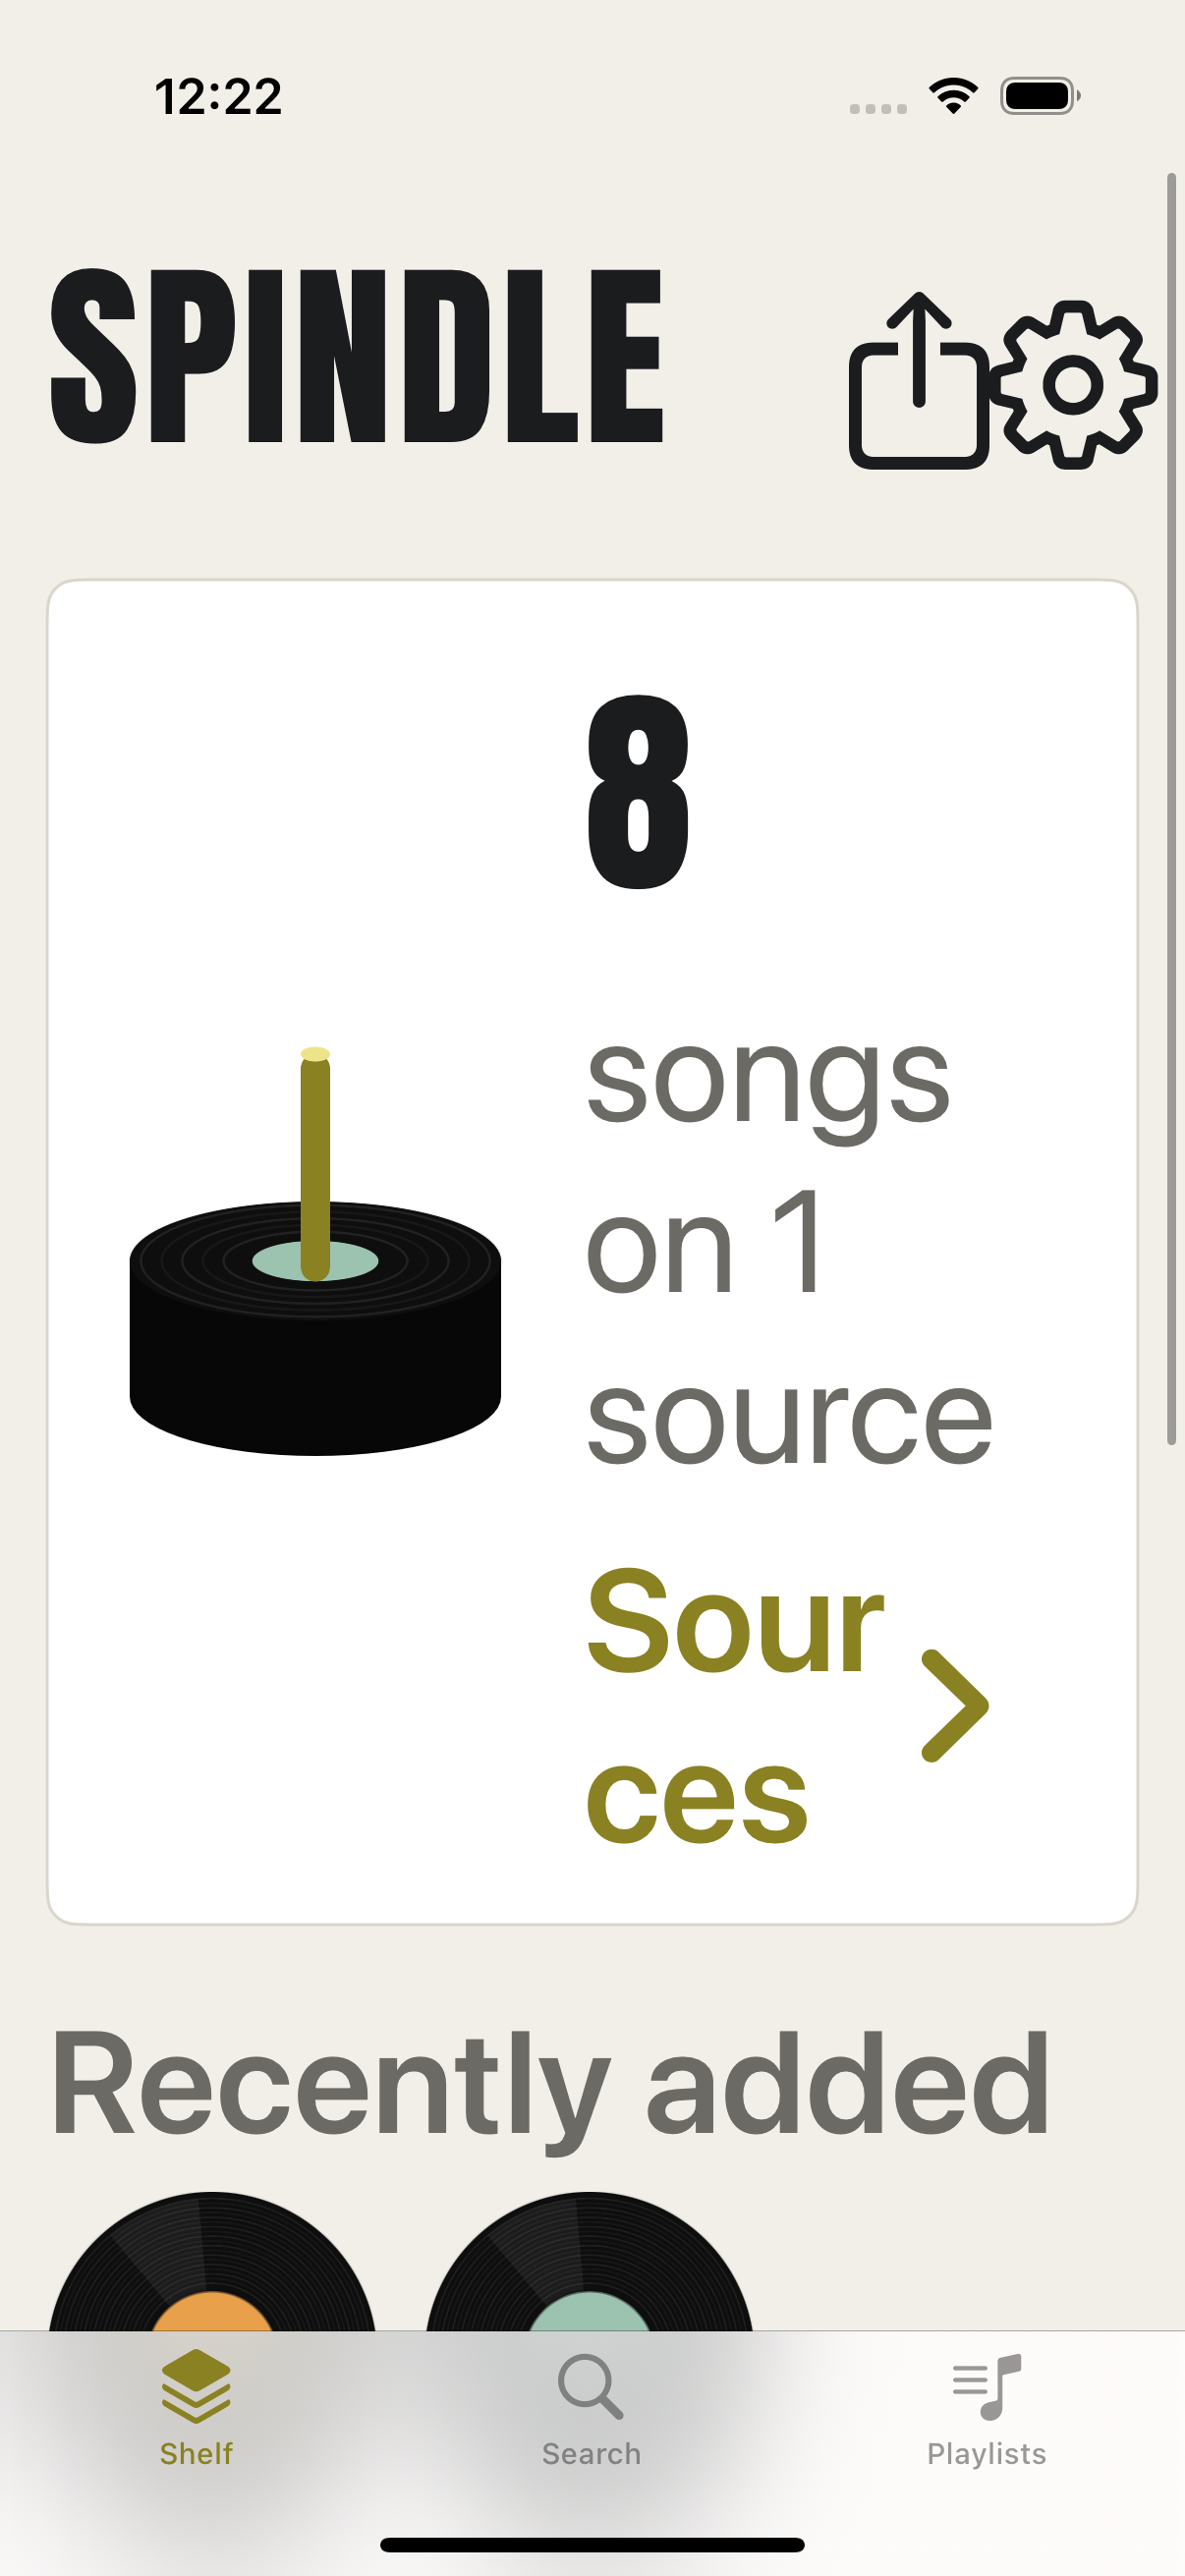 12:22
SPINDLE
8
songs
on 1
source
Sour
ces
Recently added
Shelf
Search
Playlists